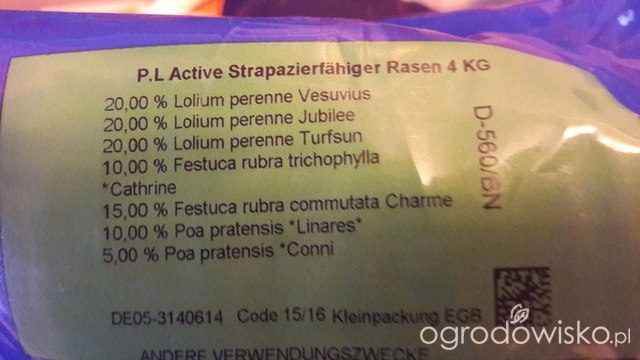 P.L Active Strapazierfähiger Rasen 4 KG
20,00 % Lolium perenne Vesuvius
20,00 % Lolium perenne Jubilee
20,00 % Lolium perenne Turfsun
10,00 % Festuca rubra trichophylla
*Cathrine
15,00 % Festuca rubra commutata Charme
10,00 % Poa pratensis *Linares*
5,00 % Poa pratensis *Conni
D-560/BN
DE05-3140614 Code 15/16 Kleinpackung EGB
ANDERE VERWENDUNGSZWECKE
ogrodowisko.pl